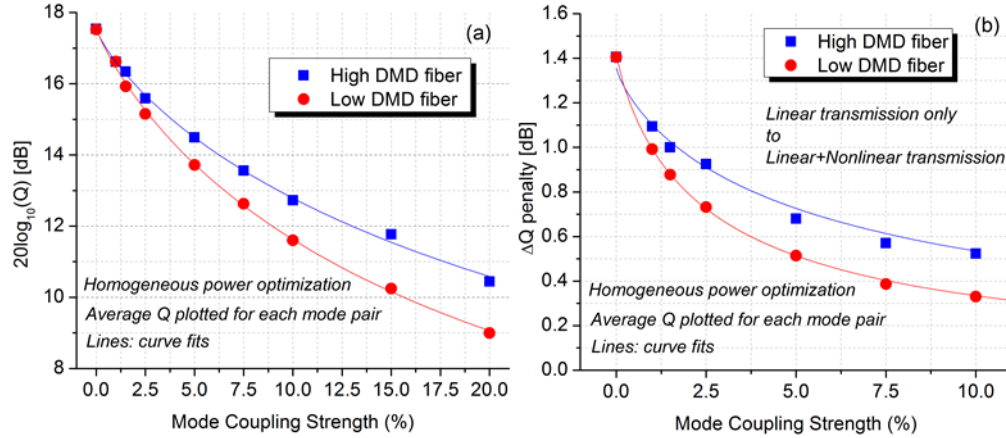 (a)
High DMD fiber
Low DMD fiber
20log10(Q) [dB]
18
16
14
12
10
8
Homogeneous power optimization
Average Q plotted for each mode pair
Lines: curve fits
0.0 2.5 5.0 7.5 10.0 12.5 15.0 17.5 20.0
Mode Coupling Strength (%)
(b)
High DMD fiber
Low DMD fiber
Linear transmission only
to
Linear+Nonlinear transmission
ΔQ penalty [dB]
1.6
1.4
1.2
1.0
0.8
0.6
0.4
0.2
0.0
Homogeneous power optimization
Average Q plotted for each mode pair
Lines: curve fits
0.0 2.5 5.0 7.5 10.0
Mode Coupling Strength (%)